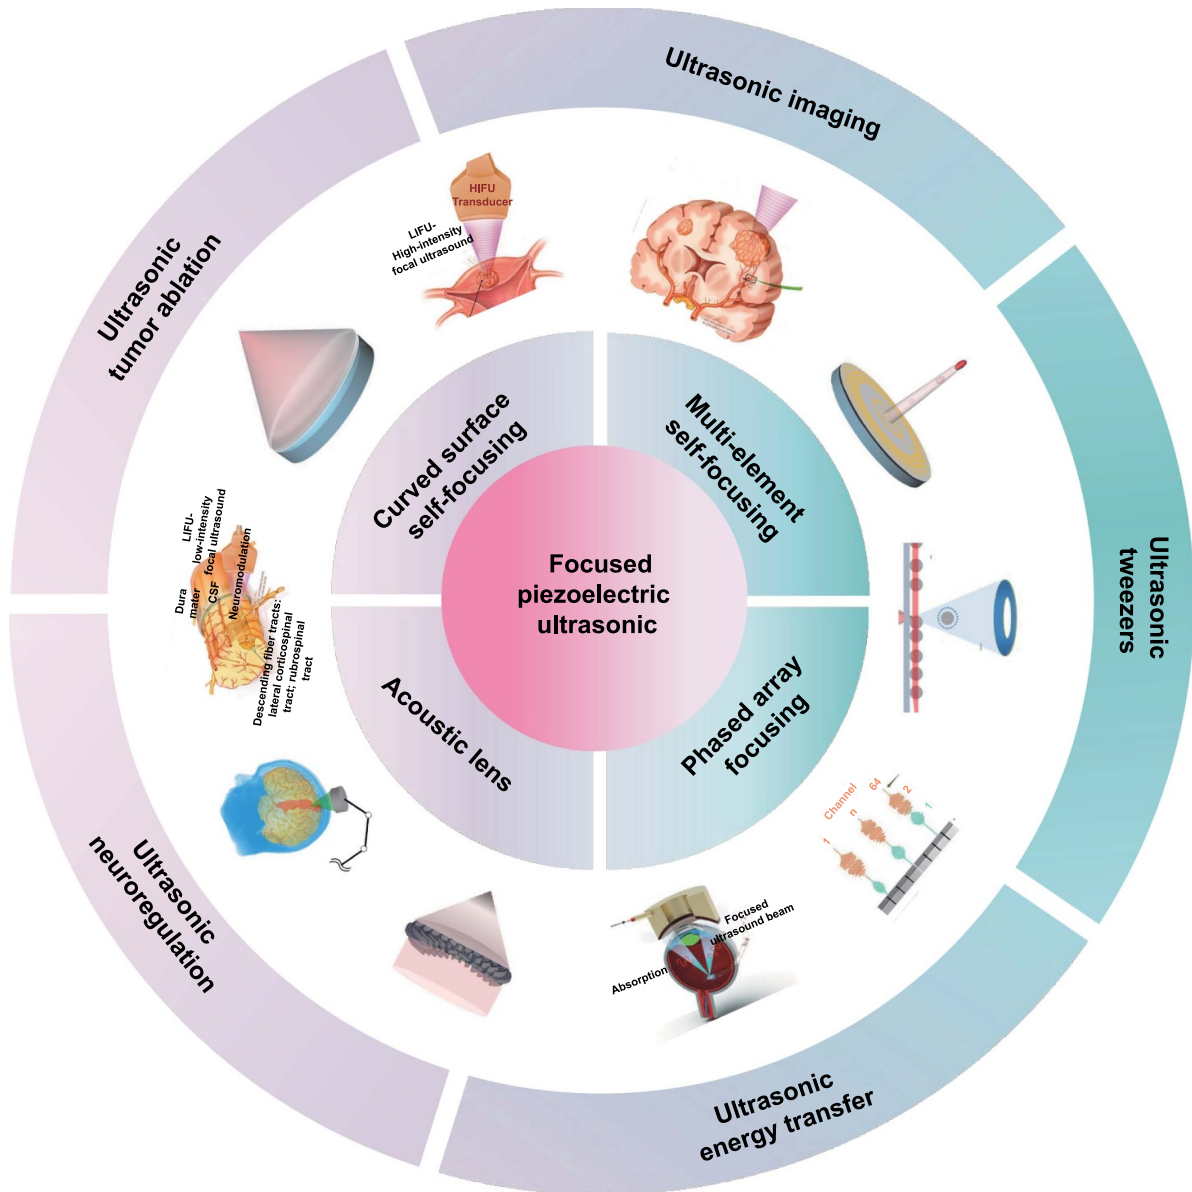 Ultrasonic imaging
Ultrasonic
tumor ablation
HIFU
Transducer
LIFU-
High-intensity
focal ultrasound
Curved surface
self-focusing
Multi-element
self-focusing
Ultrasonic
tweezers
LIFU-
low-intensity
focal ultrasound
Dura
mater
CSF
Neuromodulation
Descending fiber tracts:
lateral corticospinal
tract; rubrospinal
tract
Focused
piezoelectric
ultrasonic
Acoustic lens
Phased array
focusing
Channel
1
n
64
2
1
Ultrasonic
neuroregulation
Focused
ultrasound beam
Absorption
Ultrasonic
energy transfer